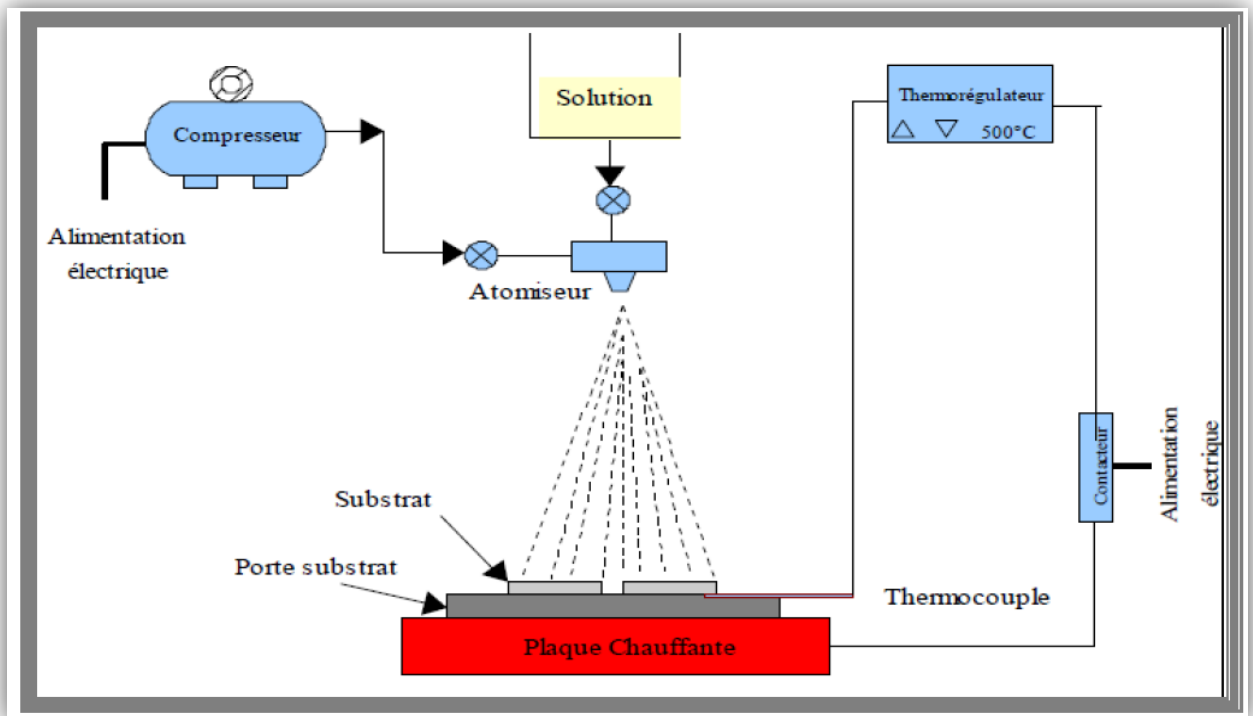 Solution
Compresseur
Thermorégulateur
500°C
Alimentation
électrique
Atomiseur
Contacteur
Alimentation
électrique
Substrat
Porte substrat
Thermocouple
Plaque Chauffante